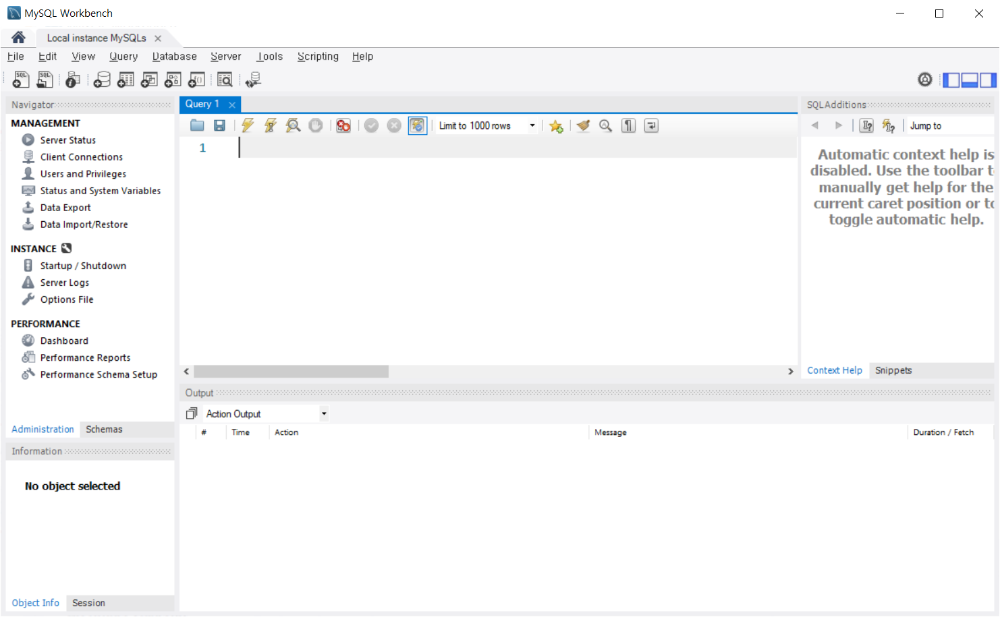 MySQL Workbench
Local instance MySQLs
File Edit View Query Database Server Tools Scripting Help
Navigator
MANAGEMENT
Server Status
Client Connections
Users and Privileges
Status and System Variables
Data Export
Data Import/Restore
INSTANCE
Startup / Shutdown
Server Logs
Options File
PERFORMANCE
Dashboard
Performance Reports
Performance Schema Setup
Administration Schemas
Information
No object selected
Object Info Session
Query 1
Limit to 1000 rows
1
Output
Action Output
# Time Action Message Duration / Fetch
SQLAdditions
Jump to
Automatic context help is
disabled. Use the toolbar t
manually get help for the
current caret position or to
toggle automatic help.
Context Help Snippets